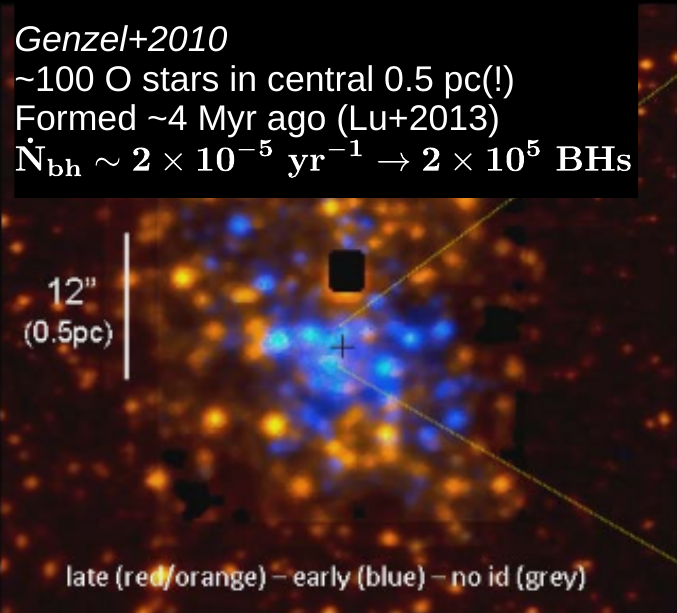 Genzel+2010
~100 O stars in central 0.5 pc(!)
Formed ~4 Myr ago (Lu+2013)
Ṅ_bh ∼ 2 × 10^−5 yr^−1 → 2 × 10^5 BHs
12”
(0.5pc)
late (red/orange) – early (blue) – no id (grey)